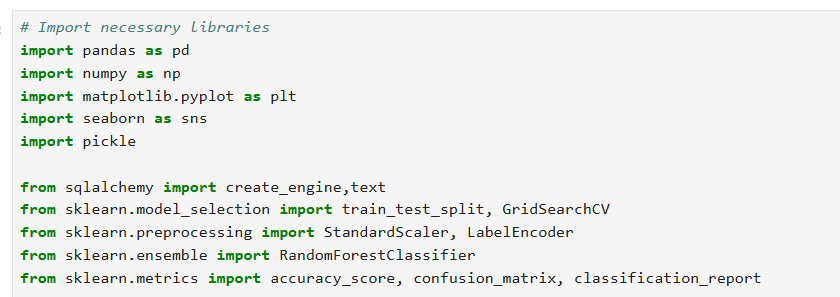 # Import necessary libraries
import pandas as pd
import numpy as np
import matplotlib.pyplot as plt
import seaborn as sns
import pickle
from sqlalchemy import create_engine,text
from sklearn.model_selection import train_test_split, GridSearchCV
from sklearn.preprocessing import StandardScaler, LabelEncoder
from sklearn.ensemble import RandomForestClassifier
from sklearn.metrics import accuracy_score, confusion_matrix, classification_report